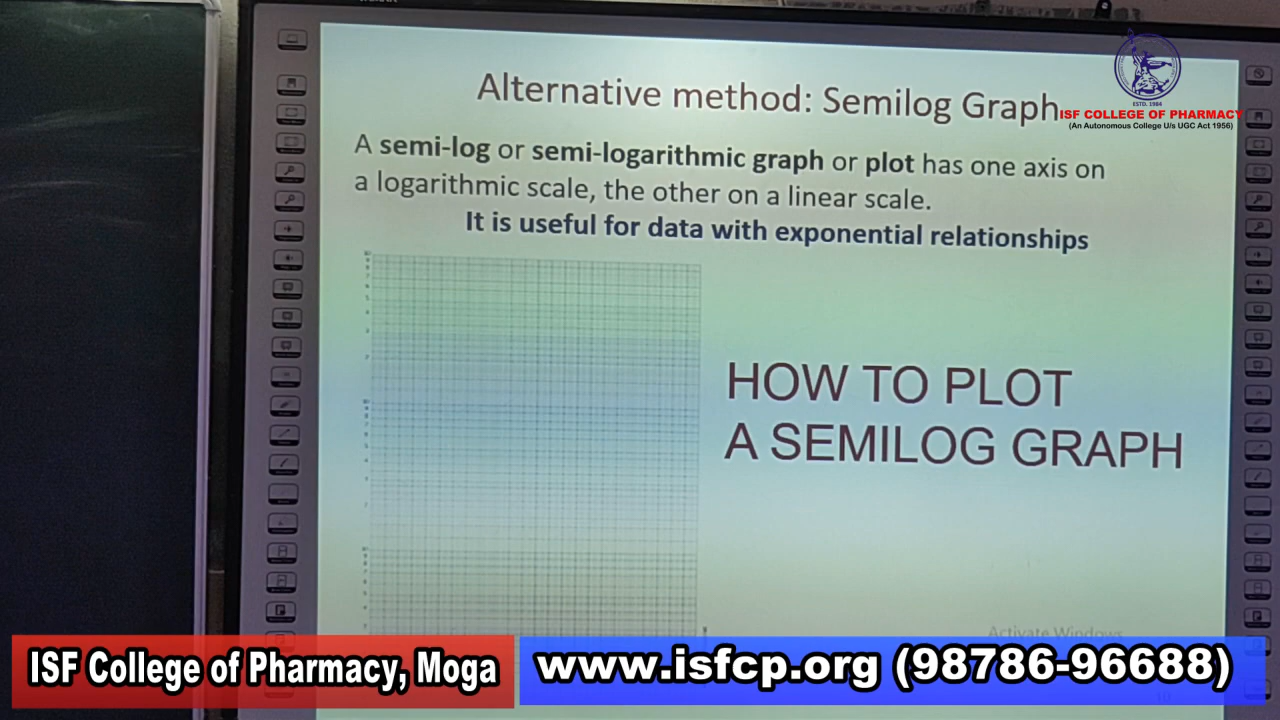 Alternative method: Semilog Graph
ESTD. 1984
ISF COLLEGE OF PHARMACY
(An Autonomous College U/s UGC Act 1956)
A semi-log or semi-logarithmic graph or plot has one axis on
a logarithmic scale, the other on a linear scale.
It is useful for data with exponential relationships
HOW TO PLOT
A SEMILOG GRAPH
Activate Windows
ISF College of Pharmacy, Moga
www.isfcp.org (98786-96688)